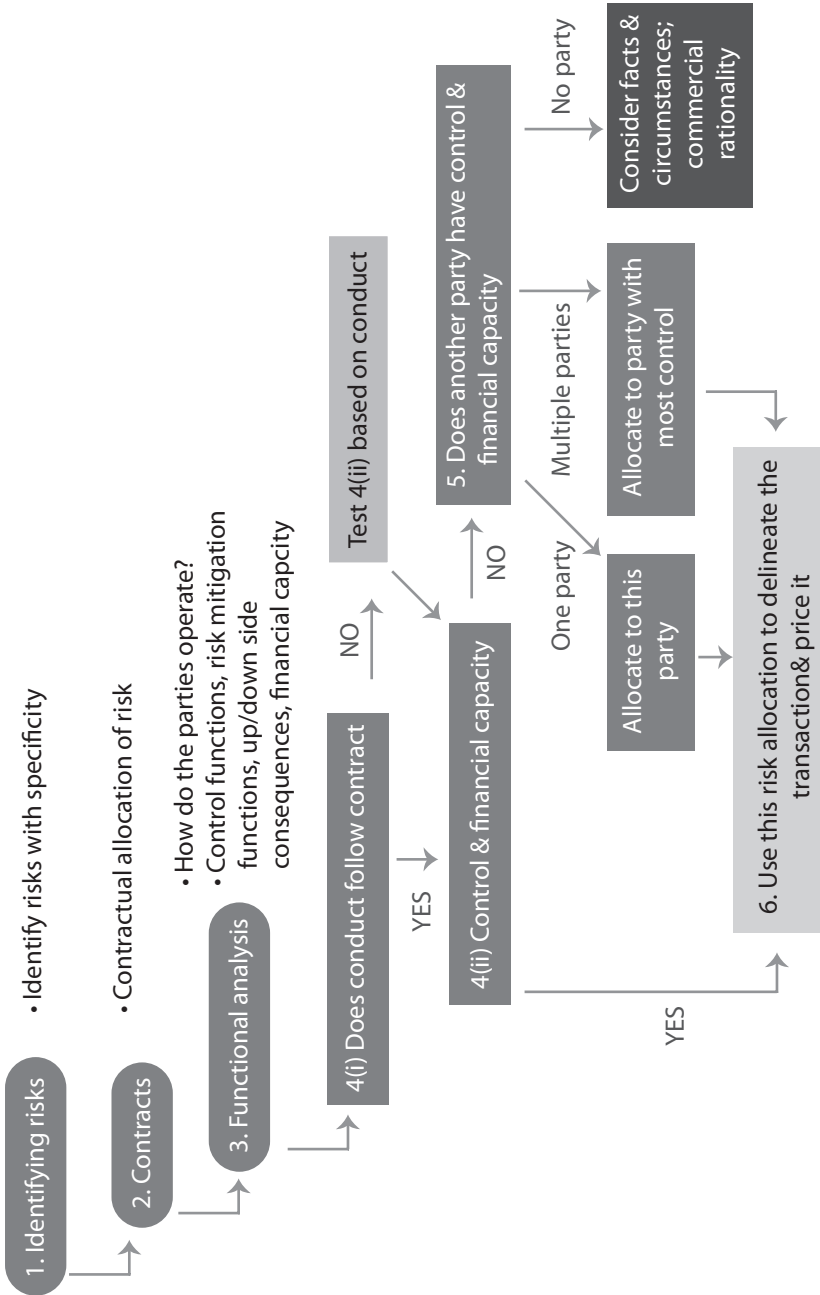 1. Identifying risks
• Identify risks with specificity
2. Contracts
• Contractual allocation of risk
3. Functional analysis
• How do the parties operate?
• Control functions, risk mitigation
functions, up/down side
consequences, financial capcity
4(i) Does conduct follow contract
NO
Test 4(ii) based on conduct
YES
4(ii) Control & financial capacity
NO
5. Does another party have control &
financial capacity
One party
Multiple parties
No party
Allocate to this
party
Allocate to party with
most control
Consider facts &
circumstances;
commercial
rationality
YES
6. Use this risk allocation to delineate the
transaction& price it